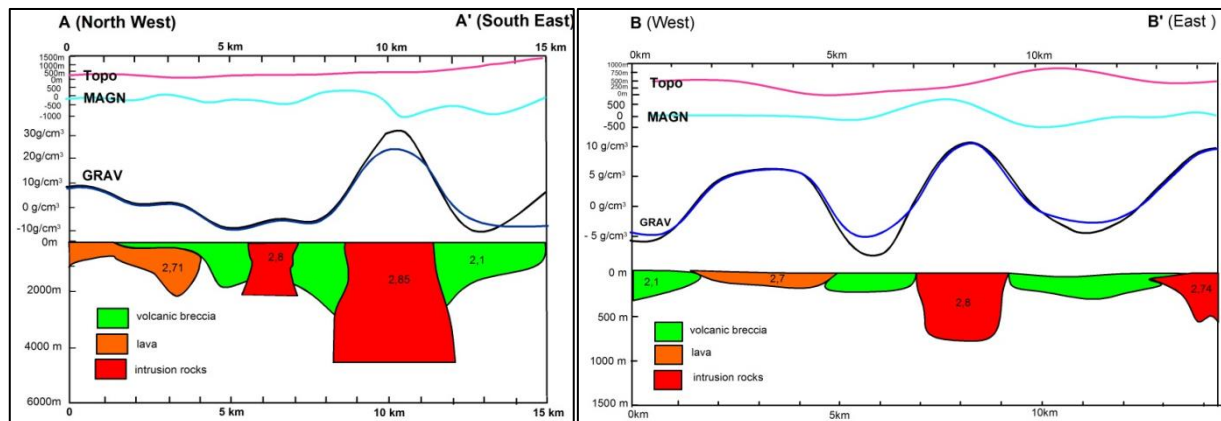 A (North West) A' (South East)
0 5 km 10 km 15 km
1500m
1000m
500m
0m
Topo
0
-500
-1000
MAGN
30g/cm³
20g/cm³
10g/cm³
0 g/cm³
-10g/cm³
GRAV
0m
2000m
4000 m
6000m
2,71
2,8
2,85
2,1
volcanic breccia
lava
intrusion rocks
0 5 km 10 km 15 km
B (West) B' (East )
0km 5km 10km
1000m
750m
500m
250m
0m
Topo
500
0
-500
MAGN
10 g/cm³
5 g/cm³
0 g/cm³
- 5 g/cm³
GRAV
0 m
500 m
1000 m
1500 m
2,1
2,7
2,8
2,74
volcanic breccia
lava
intrusion rocks
0km 5km 10km